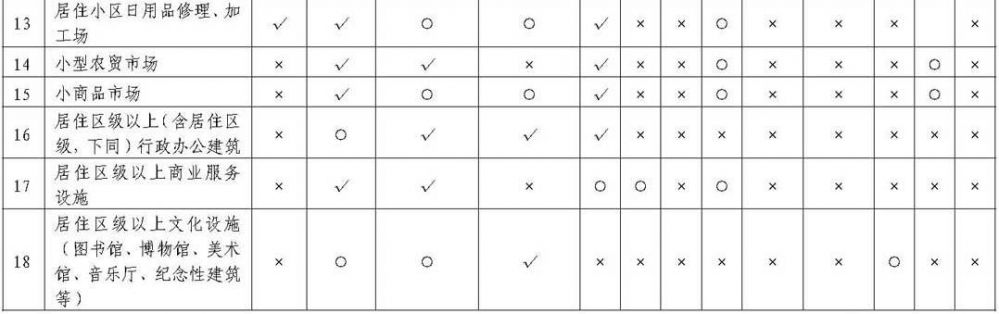 13 居住小区日用品修理、加工场 √ √ ○ ○ √ × × ○ × × × ×
14 小型农贸市场 × √ √ × √ × × ○ × × × ○ ×
15 小商品市场 × √ ○ ○ √ × × ○ × × × ○ ×
16 居住区级以上(含居住区级,下同)行政办公建筑 × ○ √ √ √ × × × × × × × ×
17 居住区级以上商业服务设施 × √ √ × ○ ○ × ○ × × × × ×
18 居住区级以上文化设施(图书馆、博物馆、美术馆、音乐厅、纪念性建筑等) × ○ ○ √ × × × × × × ○ × ×